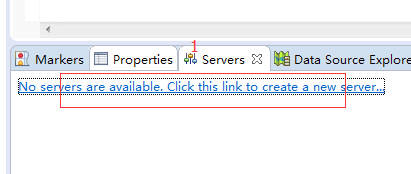 1
Markers Properties Servers Data Source Explore
No servers are available. Click this link to create a new server...